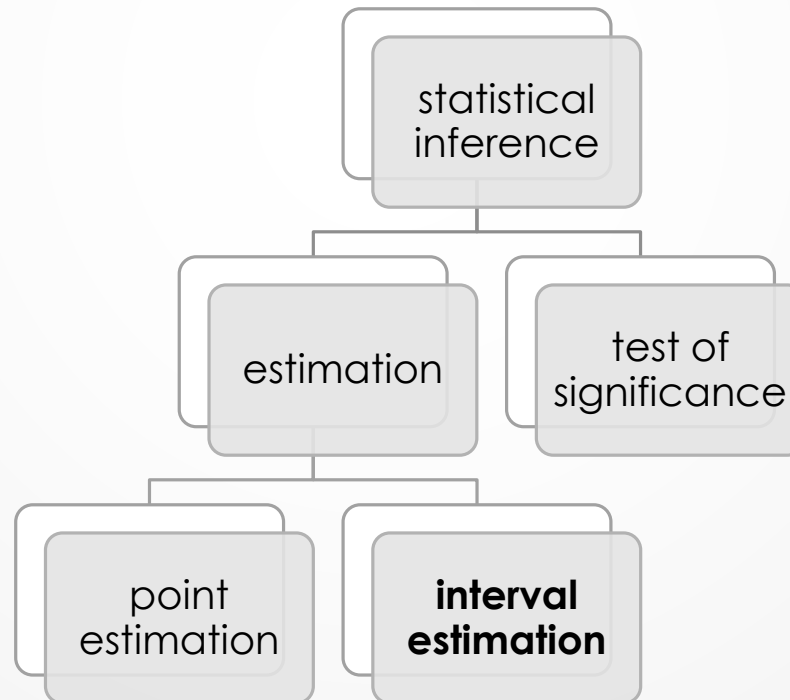 statistical
inference
estimation
test of
significance
point
estimation
interval
estimation